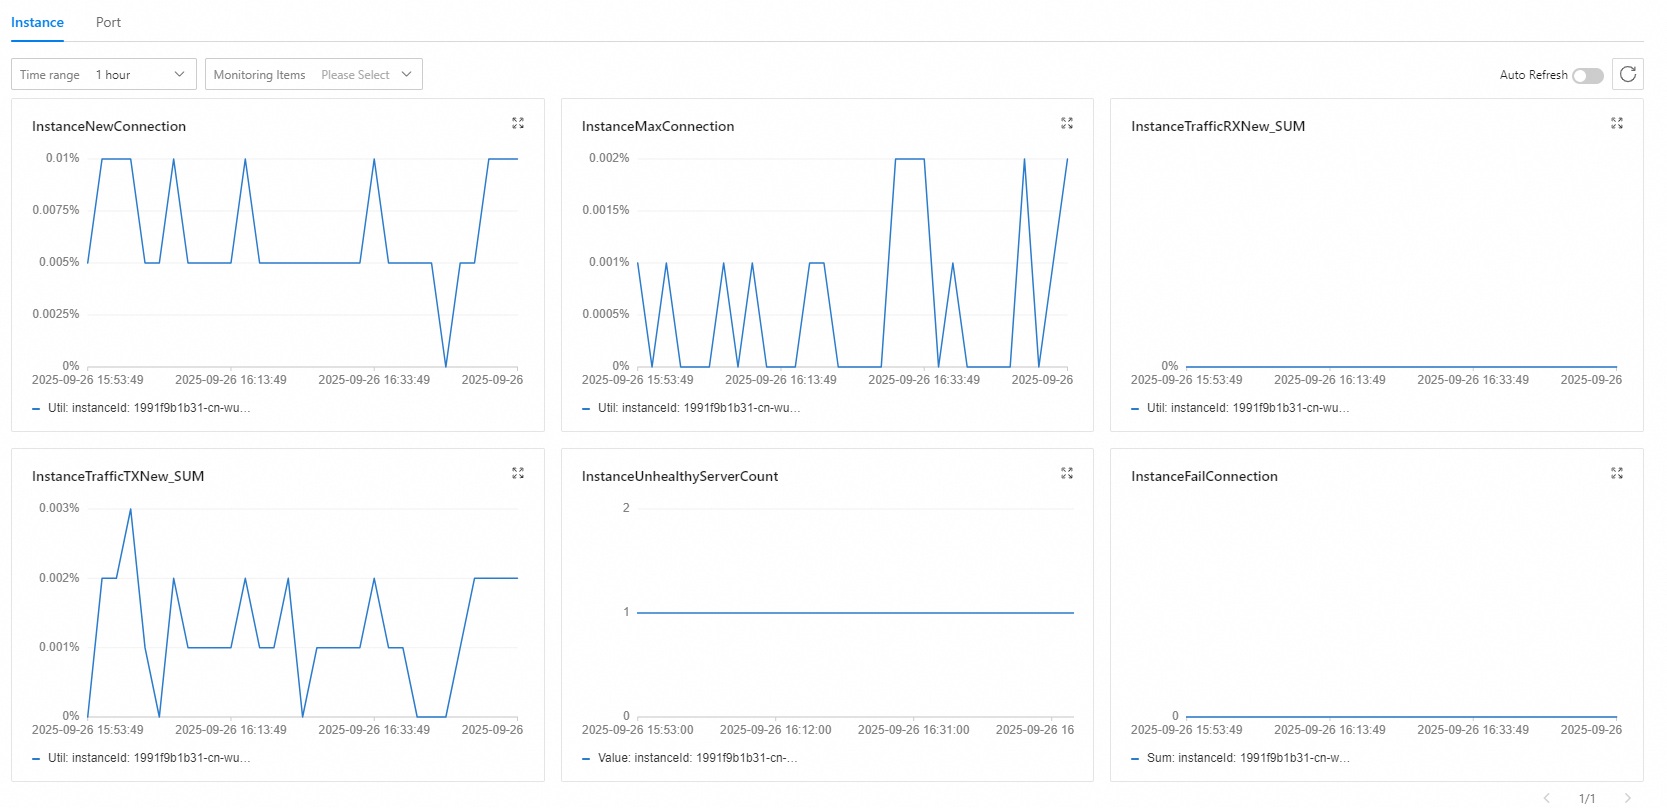 Instance Port
Time range 1 hour Monitoring Items Please Select Auto Refresh
InstanceNewConnection
0.01%
0.0075%
0.005%
0.0025%
0%
2025-09-26 15:53:49 2025-09-26 16:13:49 2025-09-26 16:33:49 2025-09-26
Util: instanceId: 1991f9b1b31-cn-wu...
InstanceMaxConnection
0.002%
0.0015%
0.001%
0.0005%
0%
2025-09-26 15:53:49 2025-09-26 16:13:49 2025-09-26 16:33:49 2025-09-26
Util: instanceId: 1991f9b1b31-cn-wu...
InstanceTrafficRXNew_SUM
0%
2025-09-26 15:53:49 2025-09-26 16:13:49 2025-09-26 16:33:49 2025-09-26
Util: instanceId: 1991f9b1b31-cn-wu...
InstanceTrafficTXNew_SUM
0.003%
0.002%
0.001%
0%
2025-09-26 15:53:49 2025-09-26 16:13:49 2025-09-26 16:33:49 2025-09-26
Util: instanceId: 1991f9b1b31-cn-wu...
InstanceUnhealthyServerCount
2
1
0
2025-09-26 15:53:00 2025-09-26 16:12:00 2025-09-26 16:31:00 2025-09-26 16
Value: instanceId: 1991f9b1b31-cn-...
InstanceFailConnection
0
2025-09-26 15:53:49 2025-09-26 16:13:49 2025-09-26 16:33:49 2025-09-26
Sum: instanceId: 1991f9b1b31-cn-w...
1/1